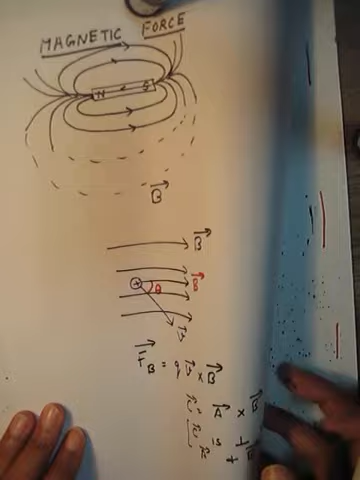 MAGNETIC FORCE
N S
B⃗
B⃗
B⃗
+ θ
v⃗
F⃗B = q v⃗ × B⃗